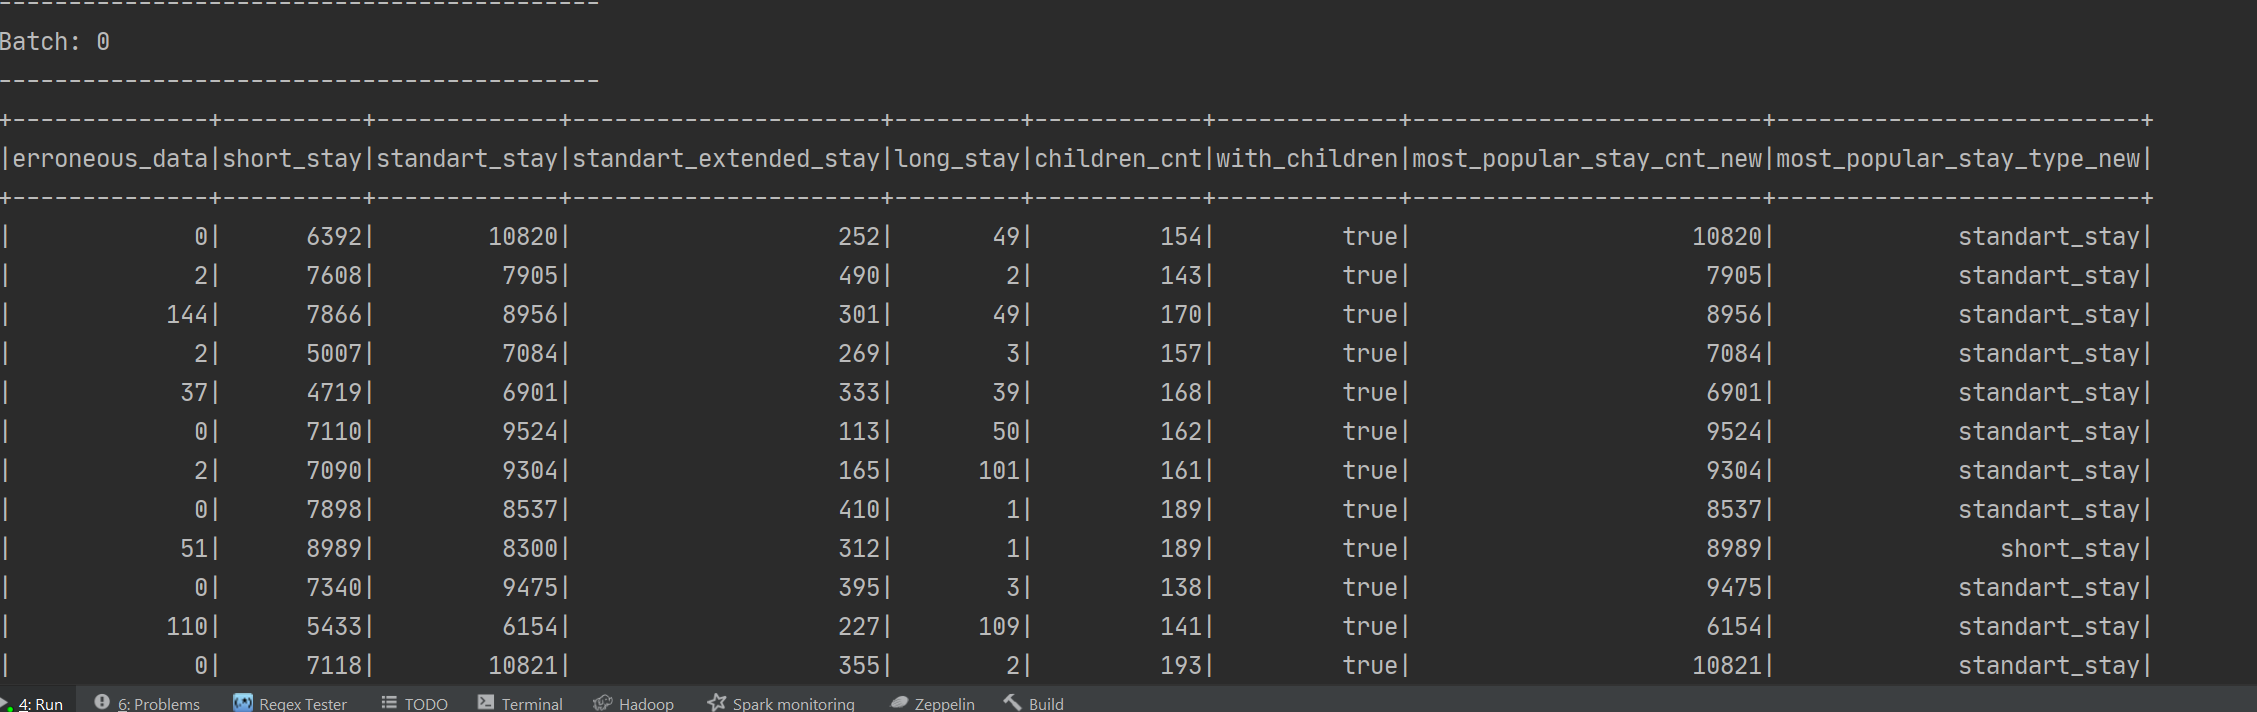 -------------------------------------------
Batch: 0
-------------------------------------------
+--------------+----------+-------------+----------------------+---------+------------+-------------+-------------------------+--------------------------+
|erroneous_data|short_stay|standart_stay|standart_extended_stay|long_stay|children_cnt|with_children|most_popular_stay_cnt_new|most_popular_stay_type_new|
+--------------+----------+-------------+----------------------+---------+------------+-------------+-------------------------+--------------------------+
|             0|      6392|        10820|                   252|       49|         154|         true|                    10820|             standart_stay|
|             2|      7608|         7905|                   490|        2|         143|         true|                     7905|             standart_stay|
|           144|      7866|         8956|                   301|       49|         170|         true|                     8956|             standart_stay|
|             2|      5007|         7084|                   269|        3|         157|         true|                     7084|             standart_stay|
|            37|      4719|         6901|                   333|       39|         168|         true|                     6901|             standart_stay|
|             0|      7110|         9524|                   113|       50|         162|         true|                     9524|             standart_stay|
|             2|      7090|         9304|                   165|      101|         161|         true|                     9304|             standart_stay|
|             0|      7898|         8537|                   410|        1|         189|         true|                     8537|             standart_stay|
|            51|      8989|         8300|                   312|        1|         189|         true|                     8989|                short_stay|
|             0|      7340|         9475|                   395|        3|         138|         true|                     9475|             standart_stay|
|           110|      5433|         6154|                   227|      109|         141|         true|                     6154|             standart_stay|
|             0|      7118|        10821|                   355|        2|         193|         true|                    10821|             standart_stay|
4: Run 6: Problems Regex Tester TODO Terminal Hadoop Spark monitoring Zeppelin Build